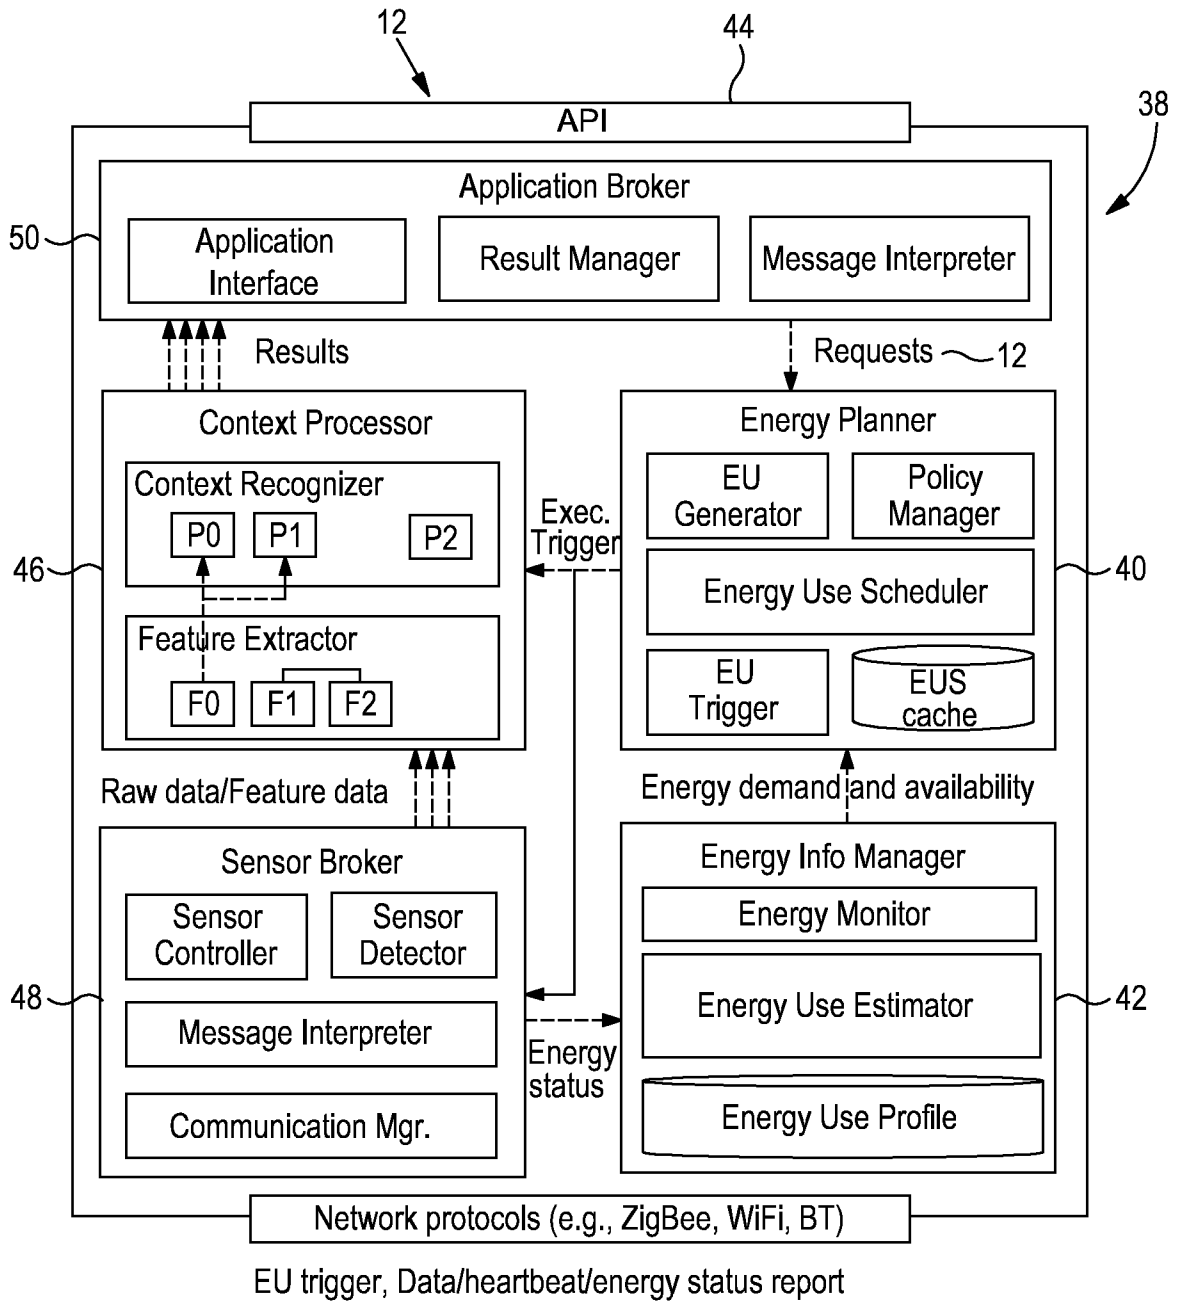 12
44
API
38
Application Broker
50
Application
Interface
Result Manager
Message Interpreter
Results
Requests
12
Context Processor
Context Recognizer
P0
P1
P2
46
Feature Extractor
F0
F1
F2
Exec.
Trigger
Energy Planner
EU
Generator
Policy
Manager
Energy Use Scheduler
40
EU
Trigger
EUS
cache
Raw data/Feature data
Energy demand and availability
Sensor Broker
Sensor
Controller
Sensor
Detector
48
Message Interpreter
Communication Mgr.
Energy
status
Energy Info Manager
Energy Monitor
Energy Use Estimator
42
Energy Use Profile
Network protocols (e.g., ZigBee, WiFi, BT)
EU trigger, Data/heartbeat/energy status report